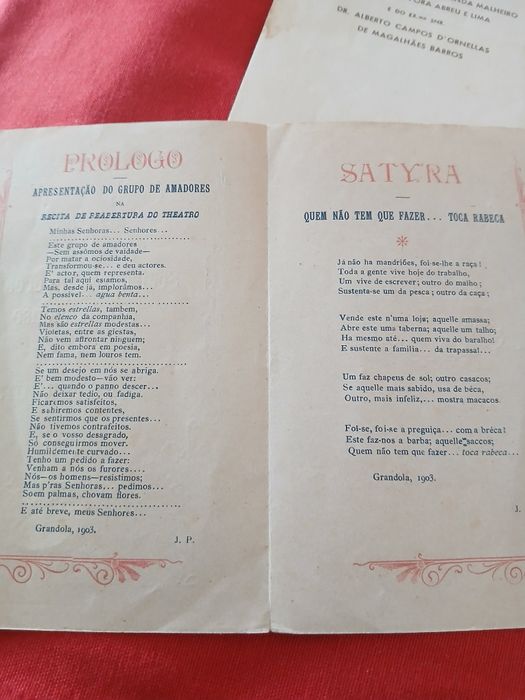 DA MALHEIRO
ORA ABREU E LIMA
E DO EX.MO SNR.
DR. ALBERTO CAMPOS D'ORNELLAS
DE MAGALHÃES BARROS
PROLOGO
APRESENTAÇÃO DO GRUPO DE AMADORES
NA
RECITA DE REABERTURA DO THEATRO
Minhas Senhoras... Senhores...
Este grupo de amadores
—Sem assômos de vaidade—
Por matar a ociosidade,
Transformou-se... e deu actores.
E' actor, quem representa.
Para tal aqui estamos,
Mas, desde já, implorâmos...
A possivel... agua benta...
Temos estrellas, tambem,
No elenco da companhia,
Mas são estrellas modestas...
Violetas, entre as giestas,
Não vem affrontar ninguem;
E, dito embora em poesia,
Nem fama, nem louros tem.
Se um desejo em nós se abriga.
E' bem modesto—vão ver:
E'... quando o panno descer...
Não deixar tedio, ou fadiga.
Ficaremos satisfeitos,
E sahiremos contentes,
Se sentirmos que os presentes...
Não tivemos contrafeitos.
E, se o vosso desagrado,
Só conseguirmos mover.
Humildemente curvado...
Tenho um pedido a fazer:
Venham a nós os furores....
Nós—os homens—resistimos;
Mas p'ras Senhoras... pedimos...
Soem palmas, chovam flores.
E até breve, meus Senhores...
Grandola, 1903.
J. P.
SATYRA
QUEM NÃO TEM QUE FAZER... TOCA RABECA
Já não ha mandriões, foi-se-lhe a raça!
Toda a gente vive hoje do trabalho,
Um vive de escrever; outro do malho;
Sustenta-se um da pesca; outro da caça;
Vende este n'uma loja; aquelle amassa;
Abre este uma taberna; aquelle um talho;
Ha mesmo até... quem viva do baralho!
E sustente a familia... da trapassa!...
Um faz chapeus de sol; outro casacos;
Se aquelle mais sabido, usa de béca,
Outro, mais infeliz,... mostra macacos.
Foi-se, foi-se a preguiça... com a bréca!
Este faz-nos a barba; aquelle saccos;
Quem não tem que fazer... toca rabeca...
Grandola, 1903.
J.